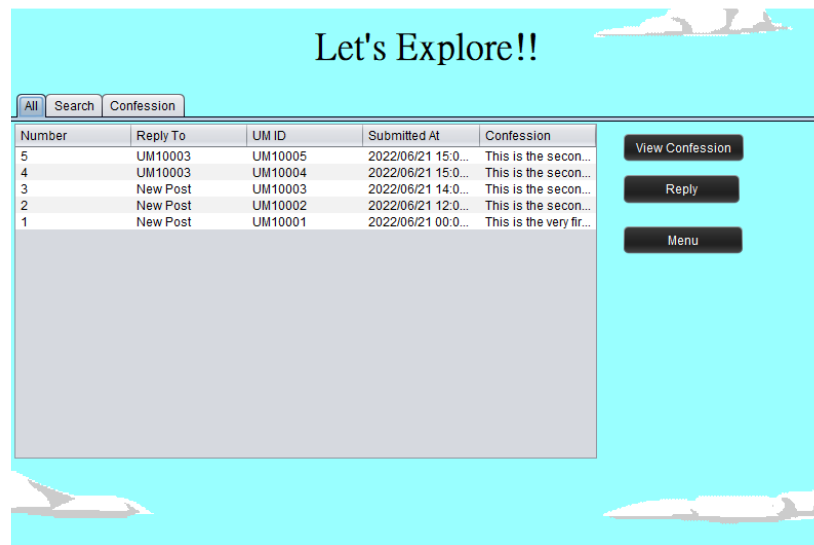 Let's Explore!!
All Search Confession
Number Reply To UM ID Submitted At Confession
5 UM10003 UM10005 2022/06/21 15:0... This is the secon...
4 UM10003 UM10004 2022/06/21 15:0... This is the secon...
3 New Post UM10003 2022/06/21 14:0... This is the secon...
2 New Post UM10002 2022/06/21 12:0... This is the secon...
1 New Post UM10001 2022/06/21 00:0... This is the very fir...
View Confession
Reply
Menu